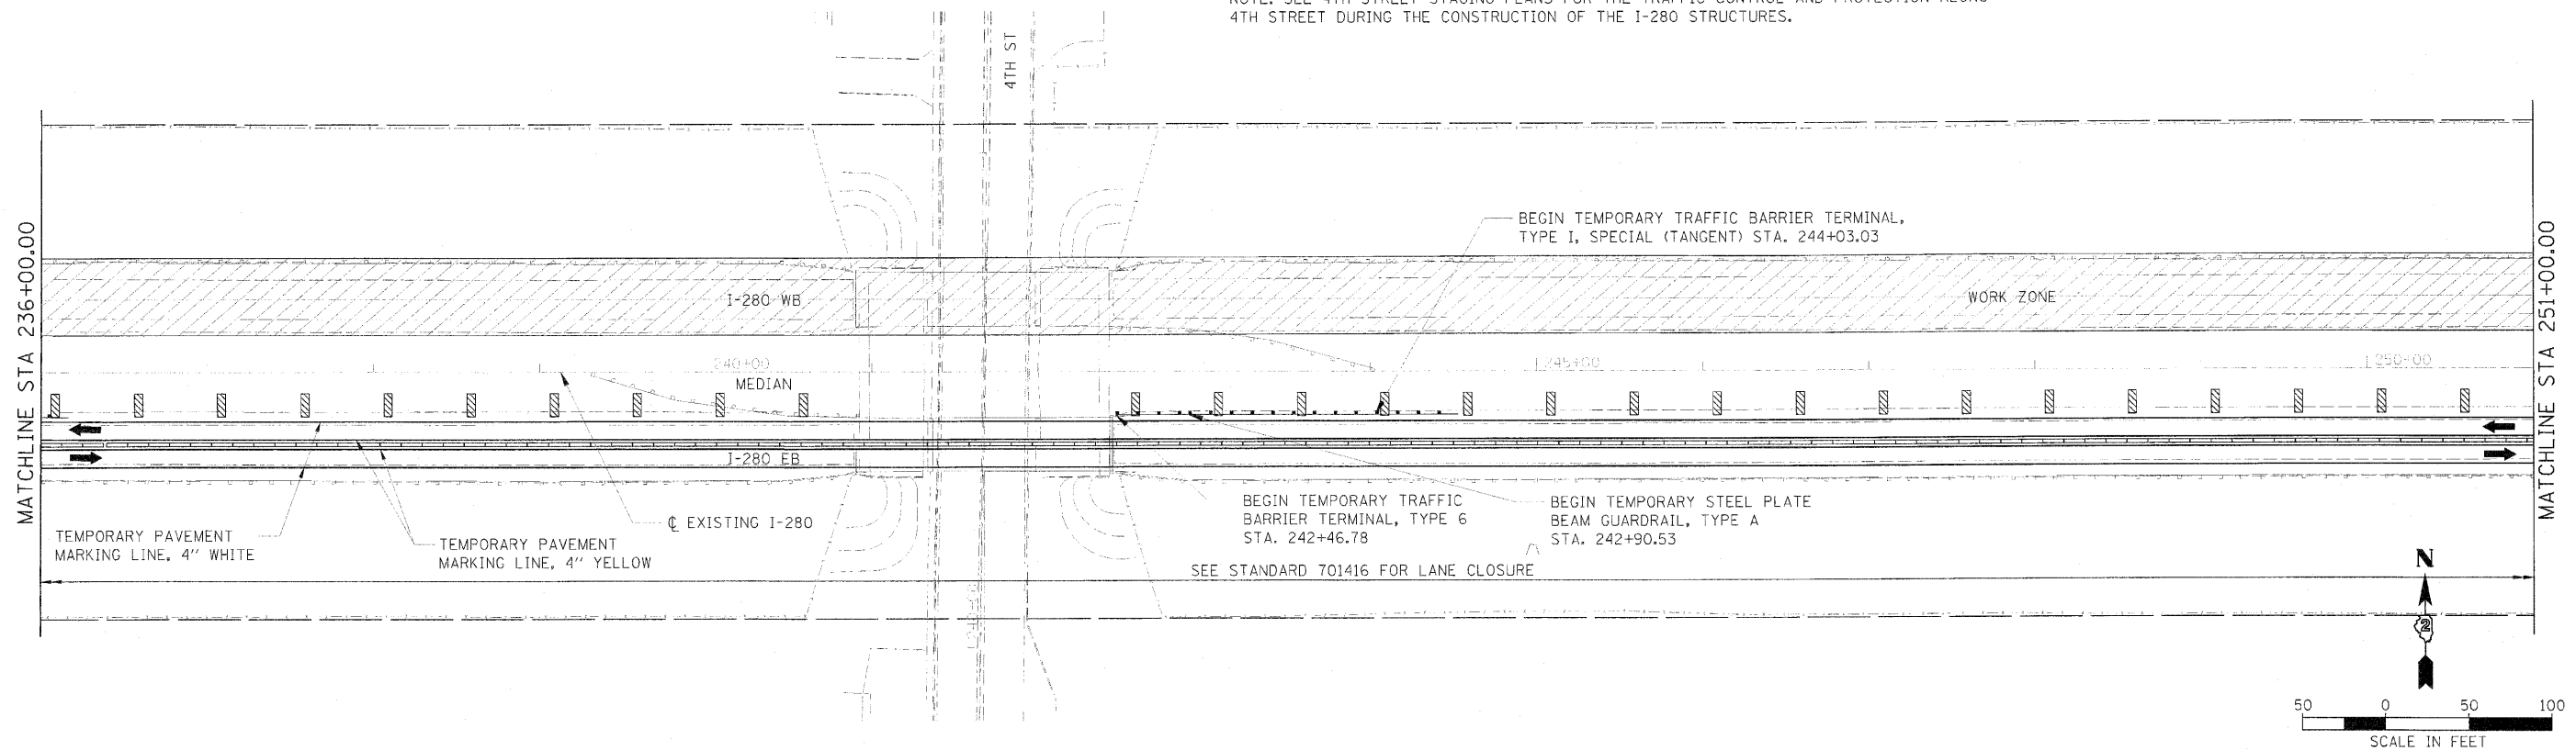 4TH STREET DURING THE CONSTRUCTION OF THE I-280 STRUCTURES.
4TH ST
BEGIN TEMPORARY TRAFFIC BARRIER TERMINAL,
TYPE I, SPECIAL (TANGENT) STA. 244+03.03
MATCHLINE STA 236+00.00
I-280 WB
WORK ZONE
MATCHLINE STA 251+00.00
240+00
245+00
250+00
MEDIAN
I-280 EB
BEGIN TEMPORARY TRAFFIC
BARRIER TERMINAL, TYPE 6
STA. 242+46.78
BEGIN TEMPORARY STEEL PLATE
BEAM GUARDRAIL, TYPE A
STA. 242+90.53
℄ EXISTING I-280
TEMPORARY PAVEMENT
MARKING LINE, 4" WHITE
TEMPORARY PAVEMENT
MARKING LINE, 4" YELLOW
SEE STANDARD 701416 FOR LANE CLOSURE
N
2
50 0 50 100
SCALE IN FEET